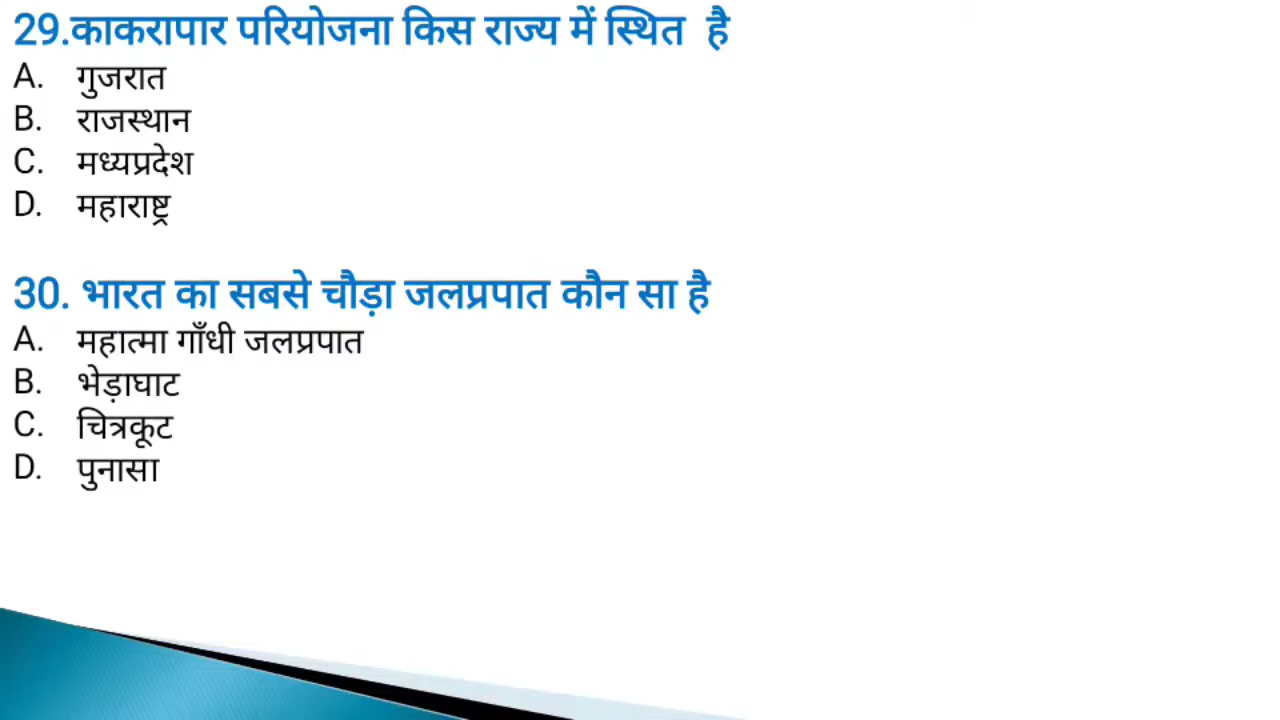 29.काकरापार परियोजना किस राज्य में स्थित है
A. गुजरात
B. राजस्थान
C. मध्यप्रदेश
D. महाराष्ट्र
30. भारत का सबसे चौड़ा जलप्रपात कौन सा है
A. महात्मा गाँधी जलप्रपात
B. भेड़ाघाट
C. चित्रकूट
D. पुनासा